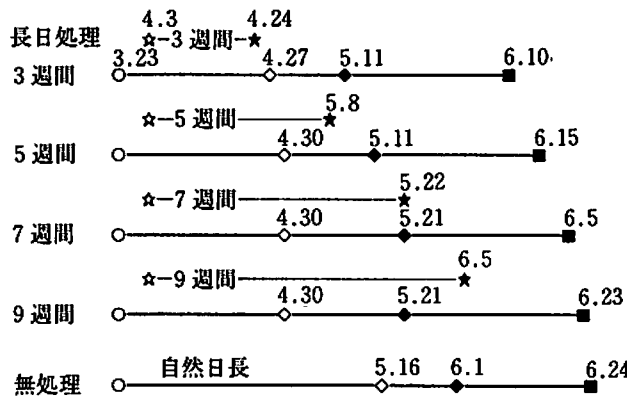 4.3 4.24
長日処理 ☆-3週間-★
3.23 4.27 5.11 6.10
3週間
5.8
☆-5週間 ★
4.30 5.11 6.15
5週間
☆-7週間 5.22 ★
4.30 5.21 6.5
7週間
6.5
☆-9週間 ★
4.30 5.21 6.23
9週間
自然日長 5.16 6.1 6.24
無処理